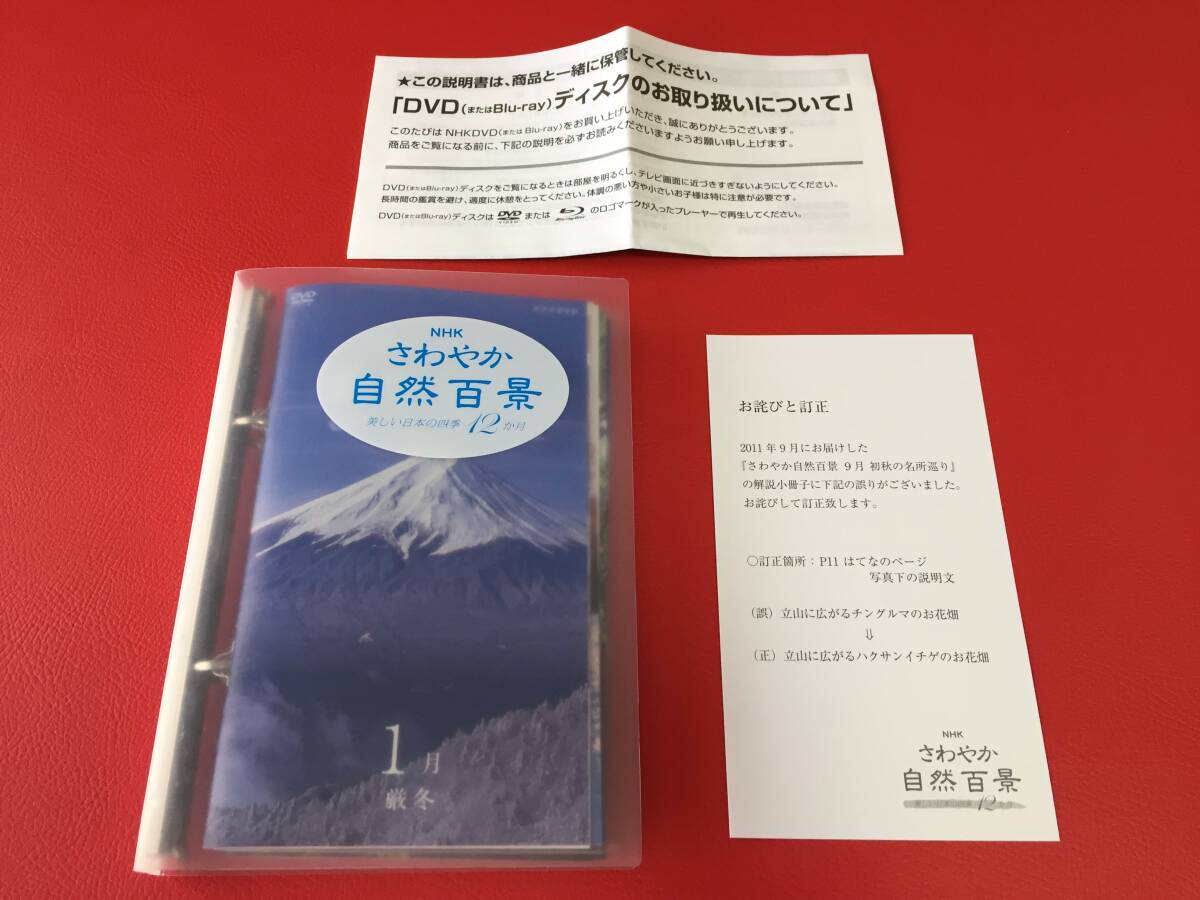 ★この説明書は、商品と一緒に保管してください。
「DVD(またはBlu-ray)ディスクのお取り扱いについて」
このたびは NHKDVD(または Blu-ray)をお買い上げいただき、誠にありがとうございます。
商品をご覧になる前に、下記の説明を必ずお読みくださいますようお願い申し上げます。
DVD(またはBlu-ray)ディスクをご覧になるときは部屋を明るくし、テレビ画面に近づきすぎないようにしてください。
長時間の鑑賞を避け、適度に休憩をとってください。体調の悪い方や小さいお子様は特に注意が必要です。
DVD(またはBlu-ray)ディスクは DVD VIDEO または Blu-ray Disc のロゴマークが入ったプレーヤーで再生してください。
DVD
NHK
さわやか
自然百景
美しい日本の四季 12か月
1月
厳冬
お詫びと訂正
2011年9月にお届けした
『さわやか自然百景 9月 初秋の名所巡り』
の解説小冊子に下記の誤りがございました。
お詫びして訂正致します。
○訂正箇所:P11 はてなのページ
写真下の説明文
(誤)立山に広がるチングルマのお花畑
⇓
(正)立山に広がるハクサンイチゲのお花畑
NHK
さわやか
自然百景
美しい日本の四季 12か月